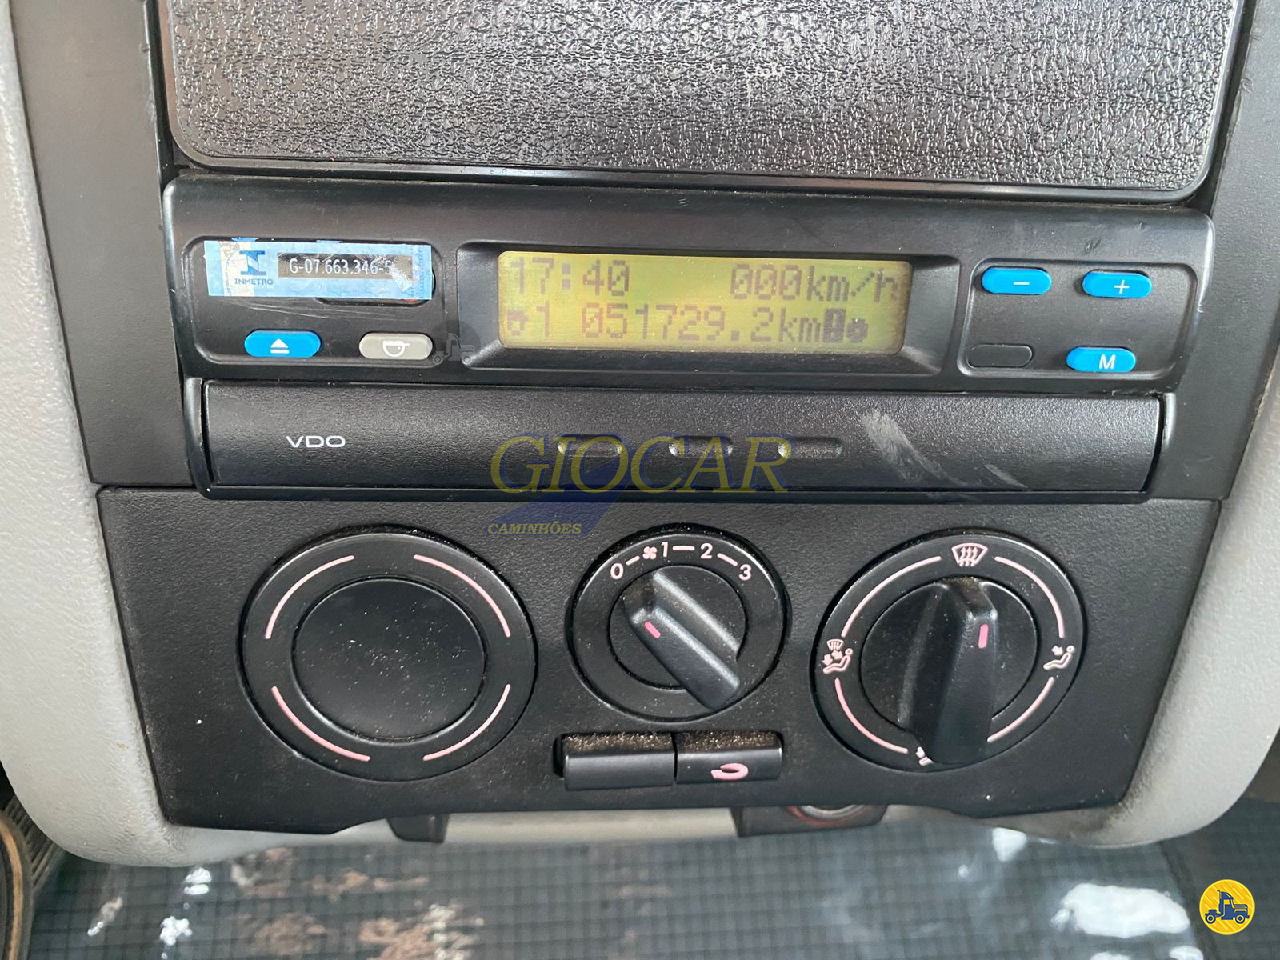 INMETRO
G-07.663.346-5
17:40 000km/h
1 051729.2km
− +
M
VDO
GIOCAR
CAMINHÕES
0 1 2 3